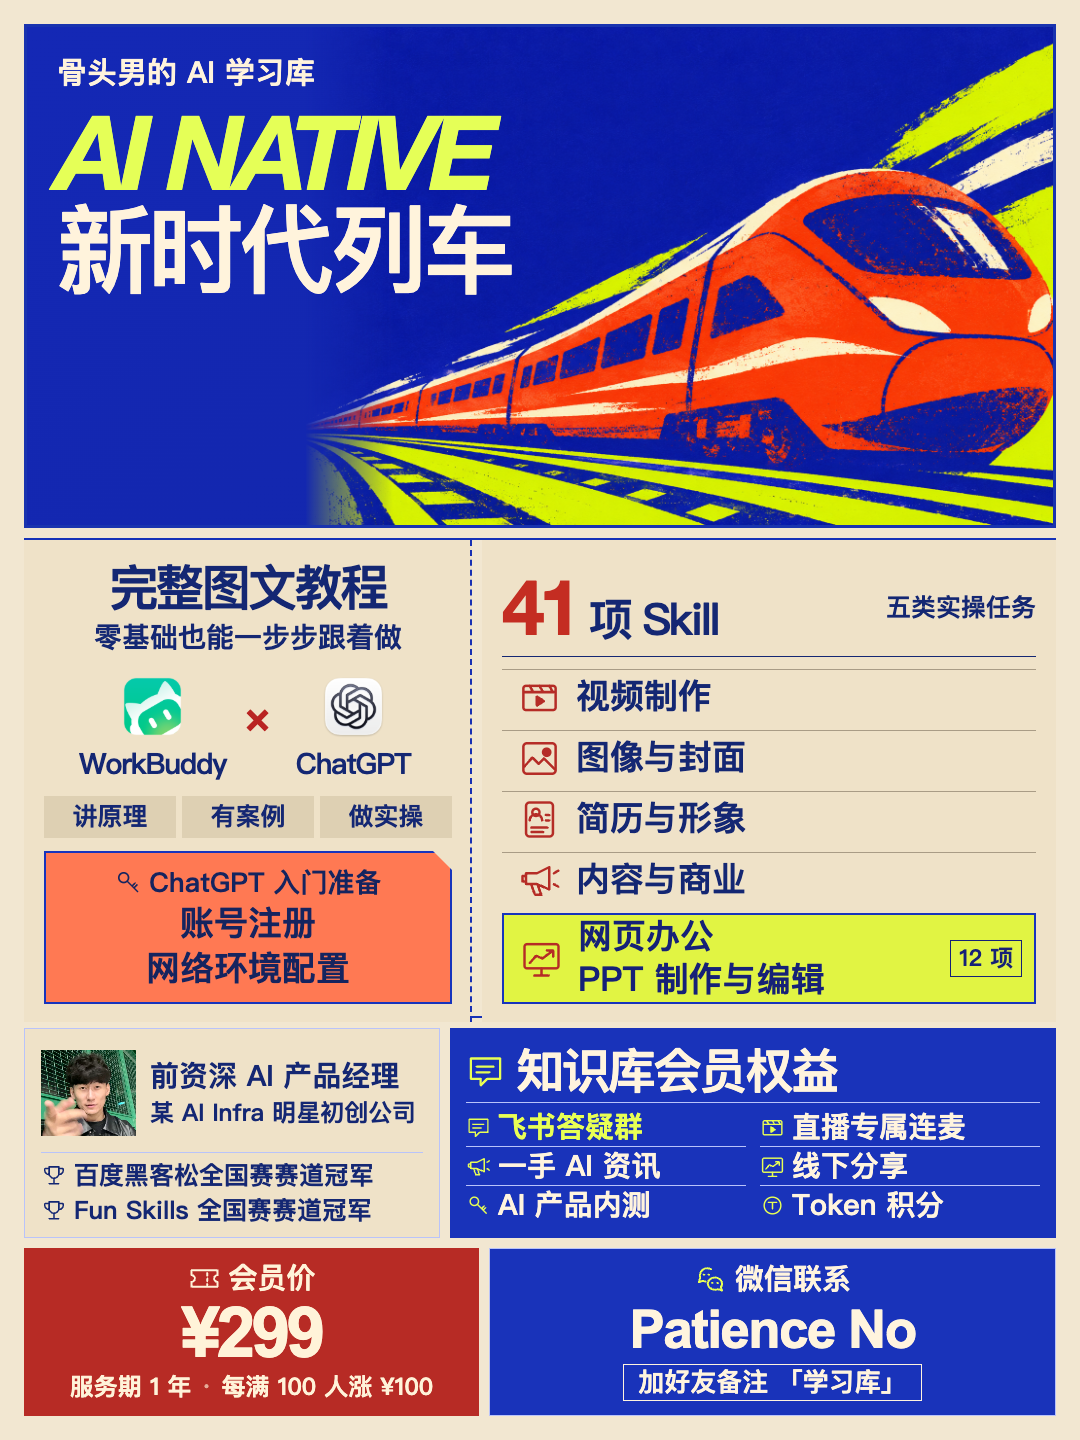 骨头男的 AI 学习库
AI NATIVE
新时代列车
完整图文教程
零基础也能一步步跟着做
×
WorkBuddy
ChatGPT
讲原理
有案例
做实操
ChatGPT 入门准备
账号注册
网络环境配置
41 项 Skill
五类实操任务
视频制作
图像与封面
简历与形象
内容与商业
网页办公
PPT 制作与编辑
12 项
前资深 AI 产品经理
某 AI Infra 明星初创公司
百度黑客松全国赛赛道冠军
Fun Skills 全国赛赛道冠军
知识库会员权益
飞书答疑群
直播专属连麦
一手 AI 资讯
线下分享
AI 产品内测
Token 积分
会员价
¥299
服务期 1 年 · 每满 100 人涨 ¥100
微信联系
Patience No
加好友备注 「学习库」